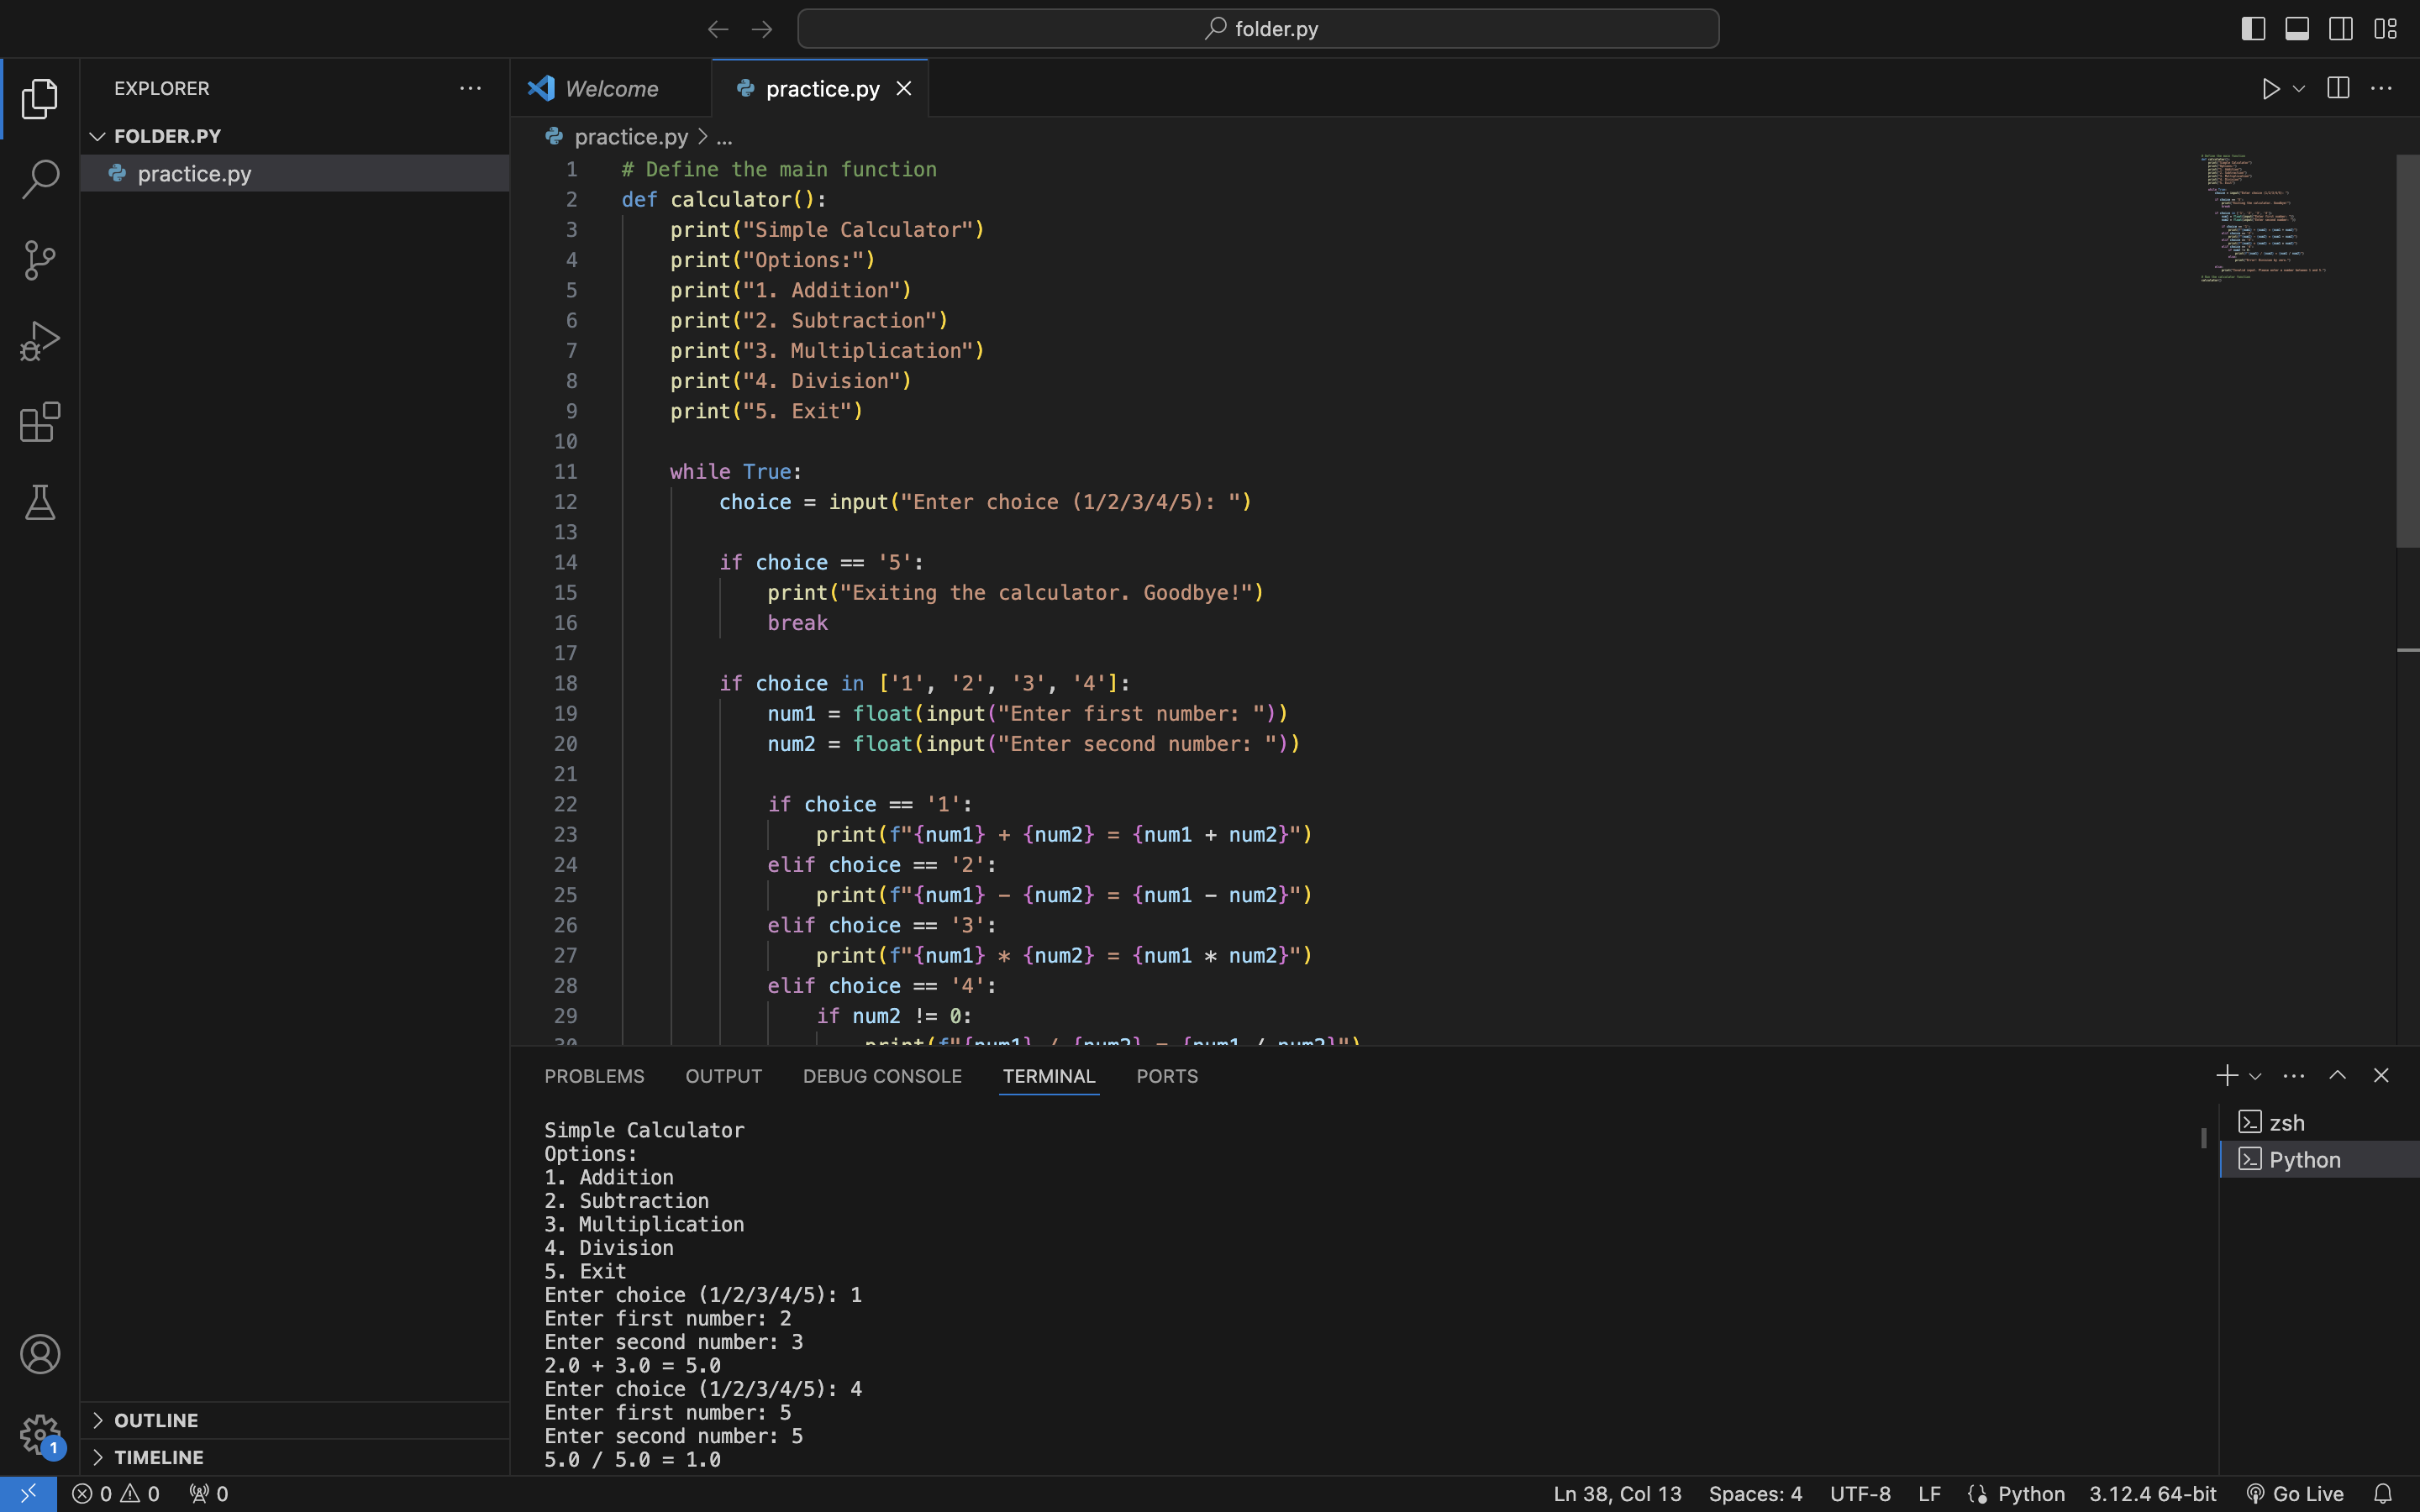 folder.py
EXPLORER
FOLDER.PY
practice.py
Welcome
practice.py
practice.py > ...
1 # Define the main function
2 def calculator():
3     print("Simple Calculator")
4     print("Options:")
5     print("1. Addition")
6     print("2. Subtraction")
7     print("3. Multiplication")
8     print("4. Division")
9     print("5. Exit")
10
11     while True:
12         choice = input("Enter choice (1/2/3/4/5): ")
13
14         if choice == '5':
15             print("Exiting the calculator. Goodbye!")
16             break
17
18         if choice in ['1', '2', '3', '4']:
19             num1 = float(input("Enter first number: "))
20             num2 = float(input("Enter second number: "))
21
22             if choice == '1':
23                 print(f"{num1} + {num2} = {num1 + num2}")
24             elif choice == '2':
25                 print(f"{num1} - {num2} = {num1 - num2}")
26             elif choice == '3':
27                 print(f"{num1} * {num2} = {num1 * num2}")
28             elif choice == '4':
29                 if num2 != 0:
30                     print(f"{num1} / {num2} = {num1 / num2}")
PROBLEMS OUTPUT DEBUG CONSOLE TERMINAL PORTS
Simple Calculator
Options:
1. Addition
2. Subtraction
3. Multiplication
4. Division
5. Exit
Enter choice (1/2/3/4/5): 1
Enter first number: 2
Enter second number: 3
2.0 + 3.0 = 5.0
Enter choice (1/2/3/4/5): 4
Enter first number: 5
Enter second number: 5
5.0 / 5.0 = 1.0
zsh
Python
OUTLINE
TIMELINE
1
0 0 0
Ln 38, Col 13 Spaces: 4 UTF-8 LF Python 3.12.4 64-bit Go Live